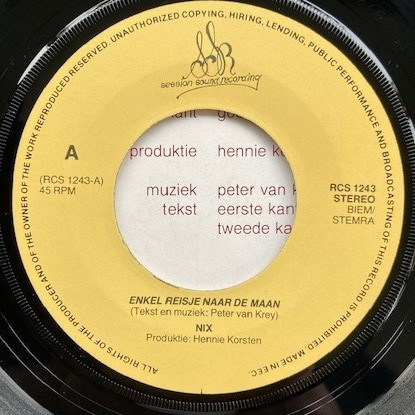 ALL RIGHTS OF THE PRODUCER AND OF THE OWNER OF THE WORK REPRODUCED RESERVED. UNAUTHORIZED COPYING, HIRING, LENDING, PUBLIC PERFORMANCE AND BROADCASTING OF THIS RECORD IS PROHIBITED MADE IN EEC.
ssr
session sound recording
A
(RCS 1243-A)
45 RPM
produktie hennie korst
muziek peter van k
tekst eerste kant
tweede ka
RCS 1243
STEREO
BIEM/
STEMRA
ENKEL REISJE NAAR DE MAAN
(Tekst en muziek: Peter van Krey)
NIX
Produktie: Hennie Korsten